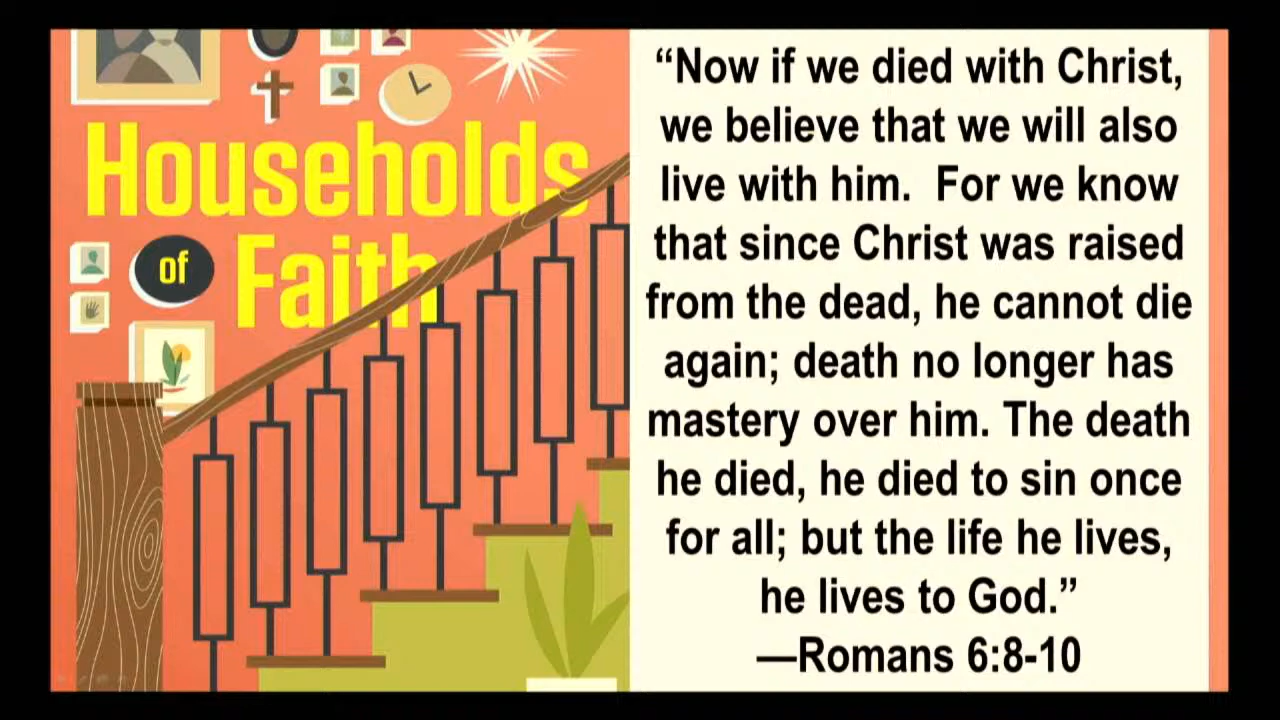 Households
of
Faith
“Now if we died with Christ,
we believe that we will also
live with him.  For we know
that since Christ was raised
from the dead, he cannot die
again; death no longer has
mastery over him. The death
he died, he died to sin once
for all; but the life he lives,
he lives to God.”
—Romans 6:8-10